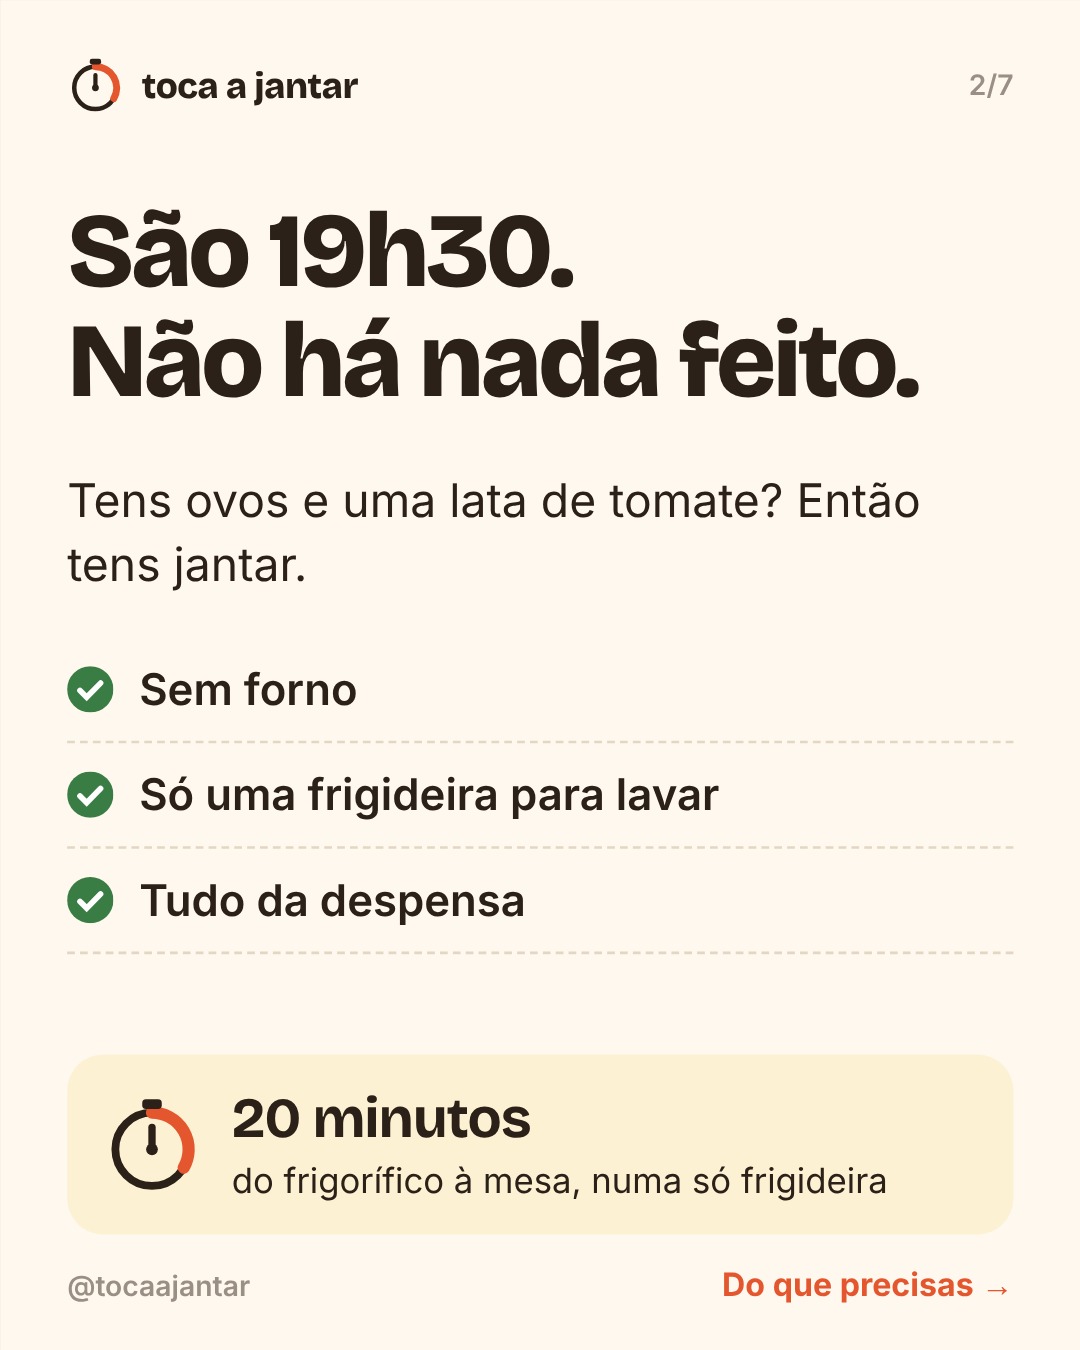 toca a jantar
2/7
São 19h30.
Não há nada feito.
Tens ovos e uma lata de tomate? Então
tens jantar.
Sem forno
Só uma frigideira para lavar
Tudo da despensa
20 minutos
do frigorífico à mesa, numa só frigideira
@tocaajantar
Do que precisas →